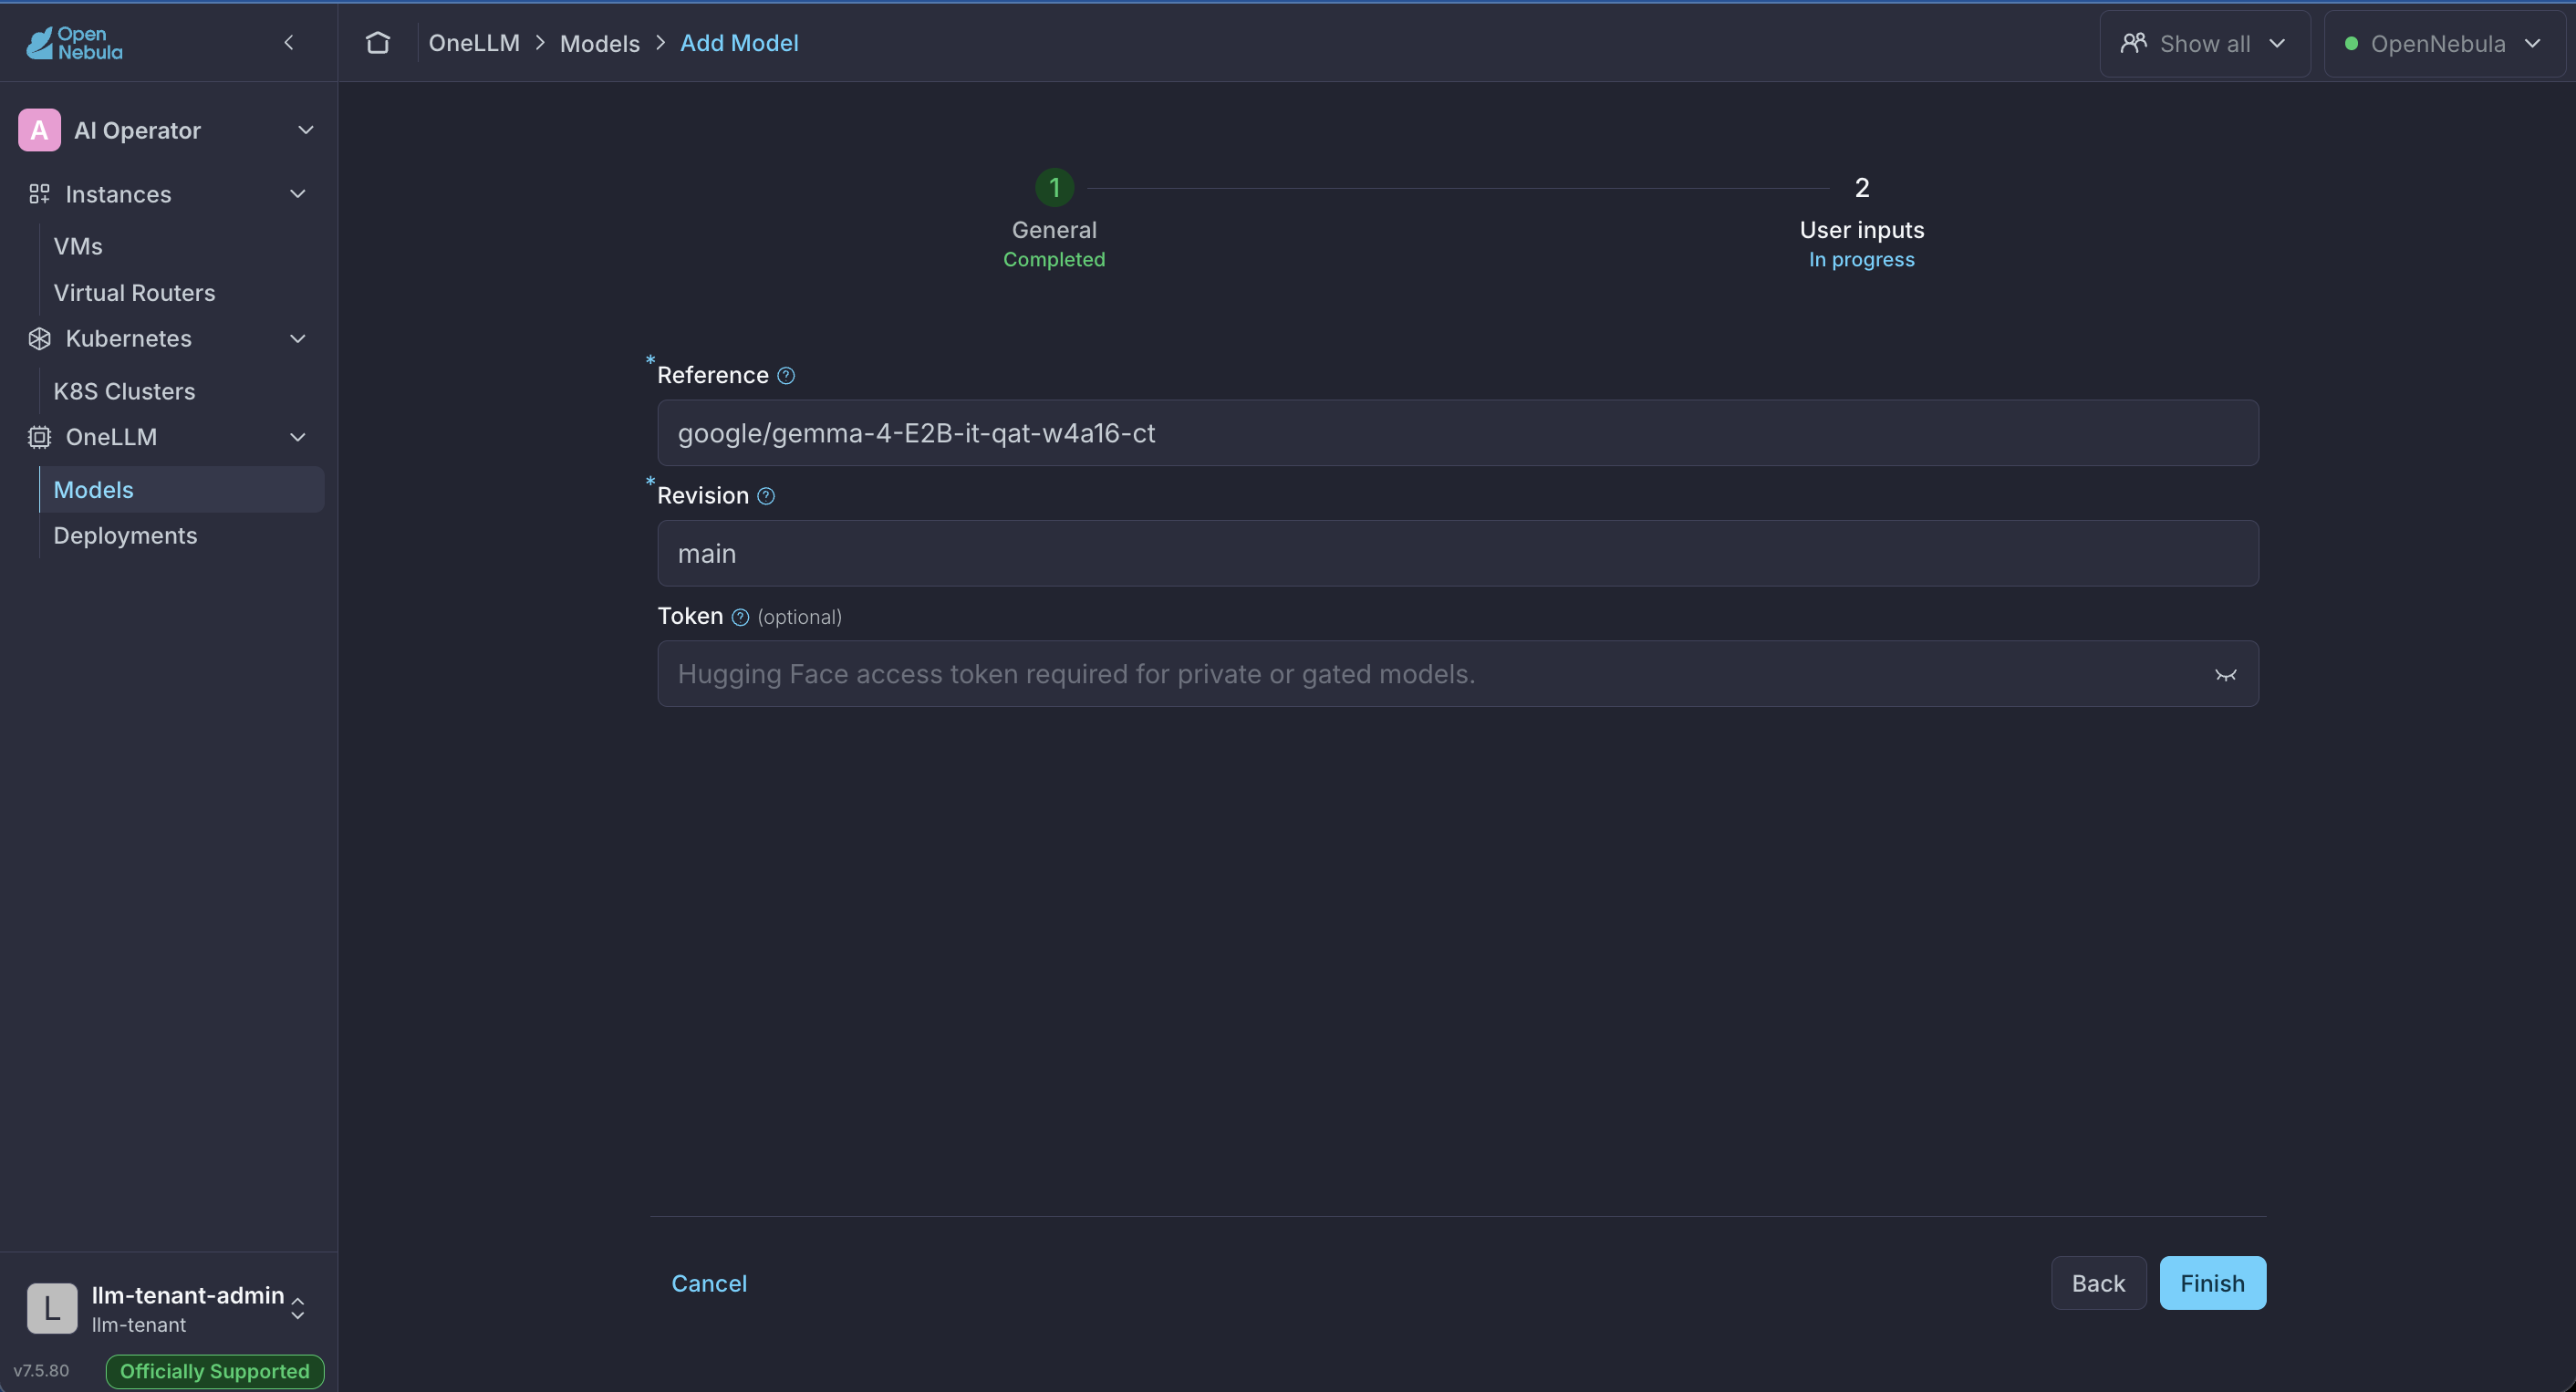 Open
Nebula
OneLLM > Models > Add Model
Show all
OpenNebula
A AI Operator
Instances
VMs
Virtual Routers
Kubernetes
K8S Clusters
OneLLM
Models
Deployments
1
General
Completed
2
User inputs
In progress
* Reference ?
google/gemma-4-E2B-it-qat-w4a16-ct
* Revision ?
main
Token ? (optional)
Hugging Face access token required for private or gated models.
Cancel
Back
Finish
L
llm-tenant-admin
llm-tenant
v7.5.80
Officially Supported